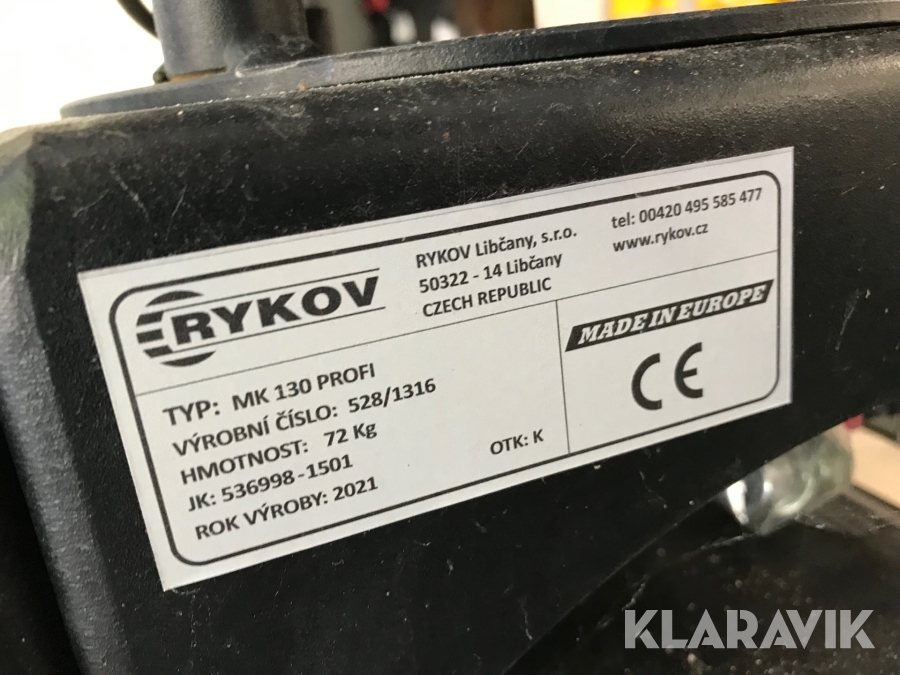 RYKOV
RYKOV Libčany, s.r.o.
50322 - 14 Libčany
CZECH REPUBLIC
tel: 00420 495 585 477
www.rykov.cz
TYP: MK 130 PROFI
VÝROBNÍ ČÍSLO: 528/1316
HMOTNOST: 72 Kg
JK: 536998-1501
ROK VÝROBY: 2021
OTK: K
MADE IN EUROPE
CE
KLARAVIK